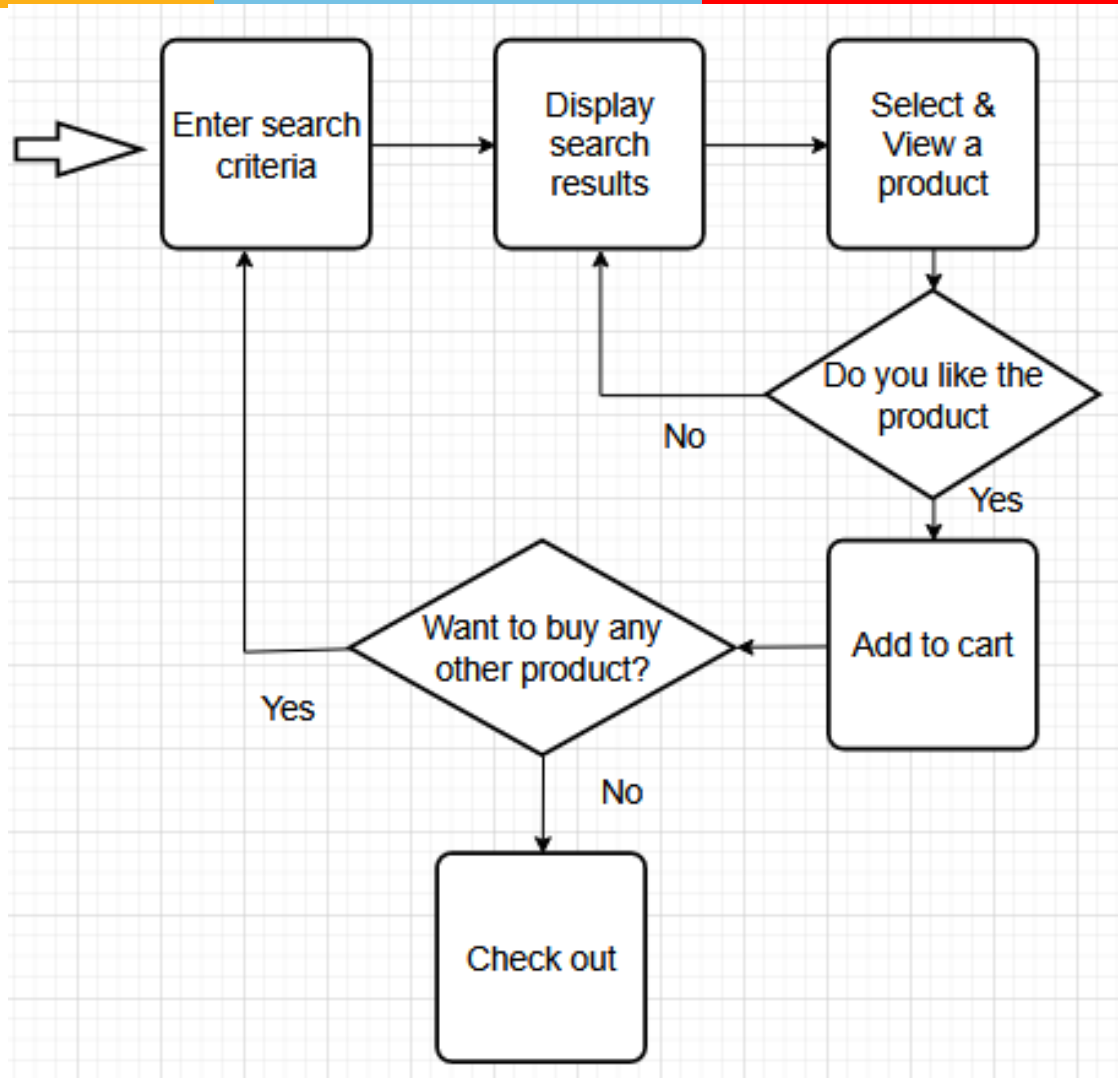 Enter search
criteria
Display
search
results
Select &
View a
product
Do you like the
product
No
Yes
Add to cart
Want to buy any
other product?
Yes
No
Check out